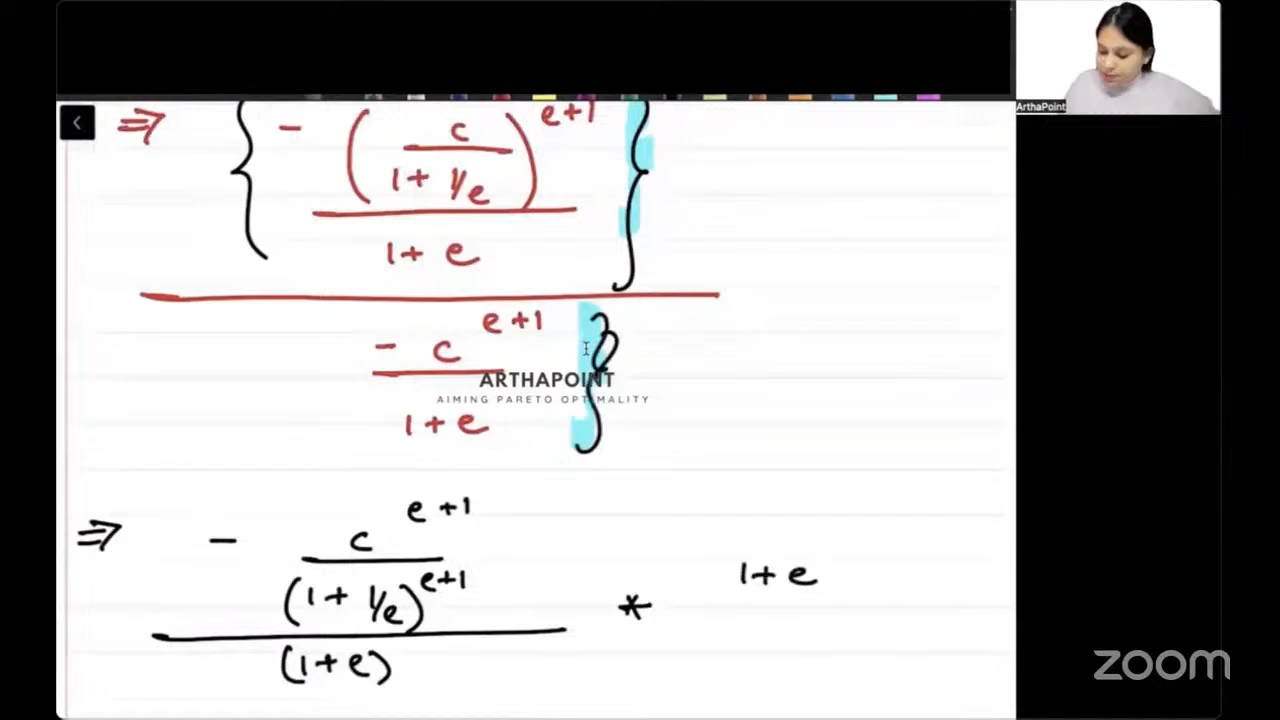 ArthaPoint
⇒ { - ( c / (1 + 1/e) )^(e+1) / (1 + e) }
- c^(e+1) / (1 + e) }
ARTHAPOINT
AIMING PARETO OPTIMALITY
⇒ - c^(e+1) / (1 + 1/e)^(e+1) / (1 + e) * 1 + e
zoom